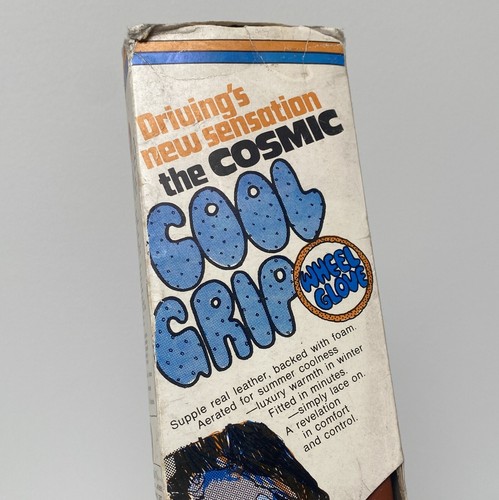 Driving's
new sensation
the COSMIC
COOL
GRIP
WHEEL
GLOVE
Supple real leather, backed with foam.
Aerated for summer coolness
—luxury warmth in winter
Fitted in minutes.
—simply lace on.
A revelation
in comfort
and control.